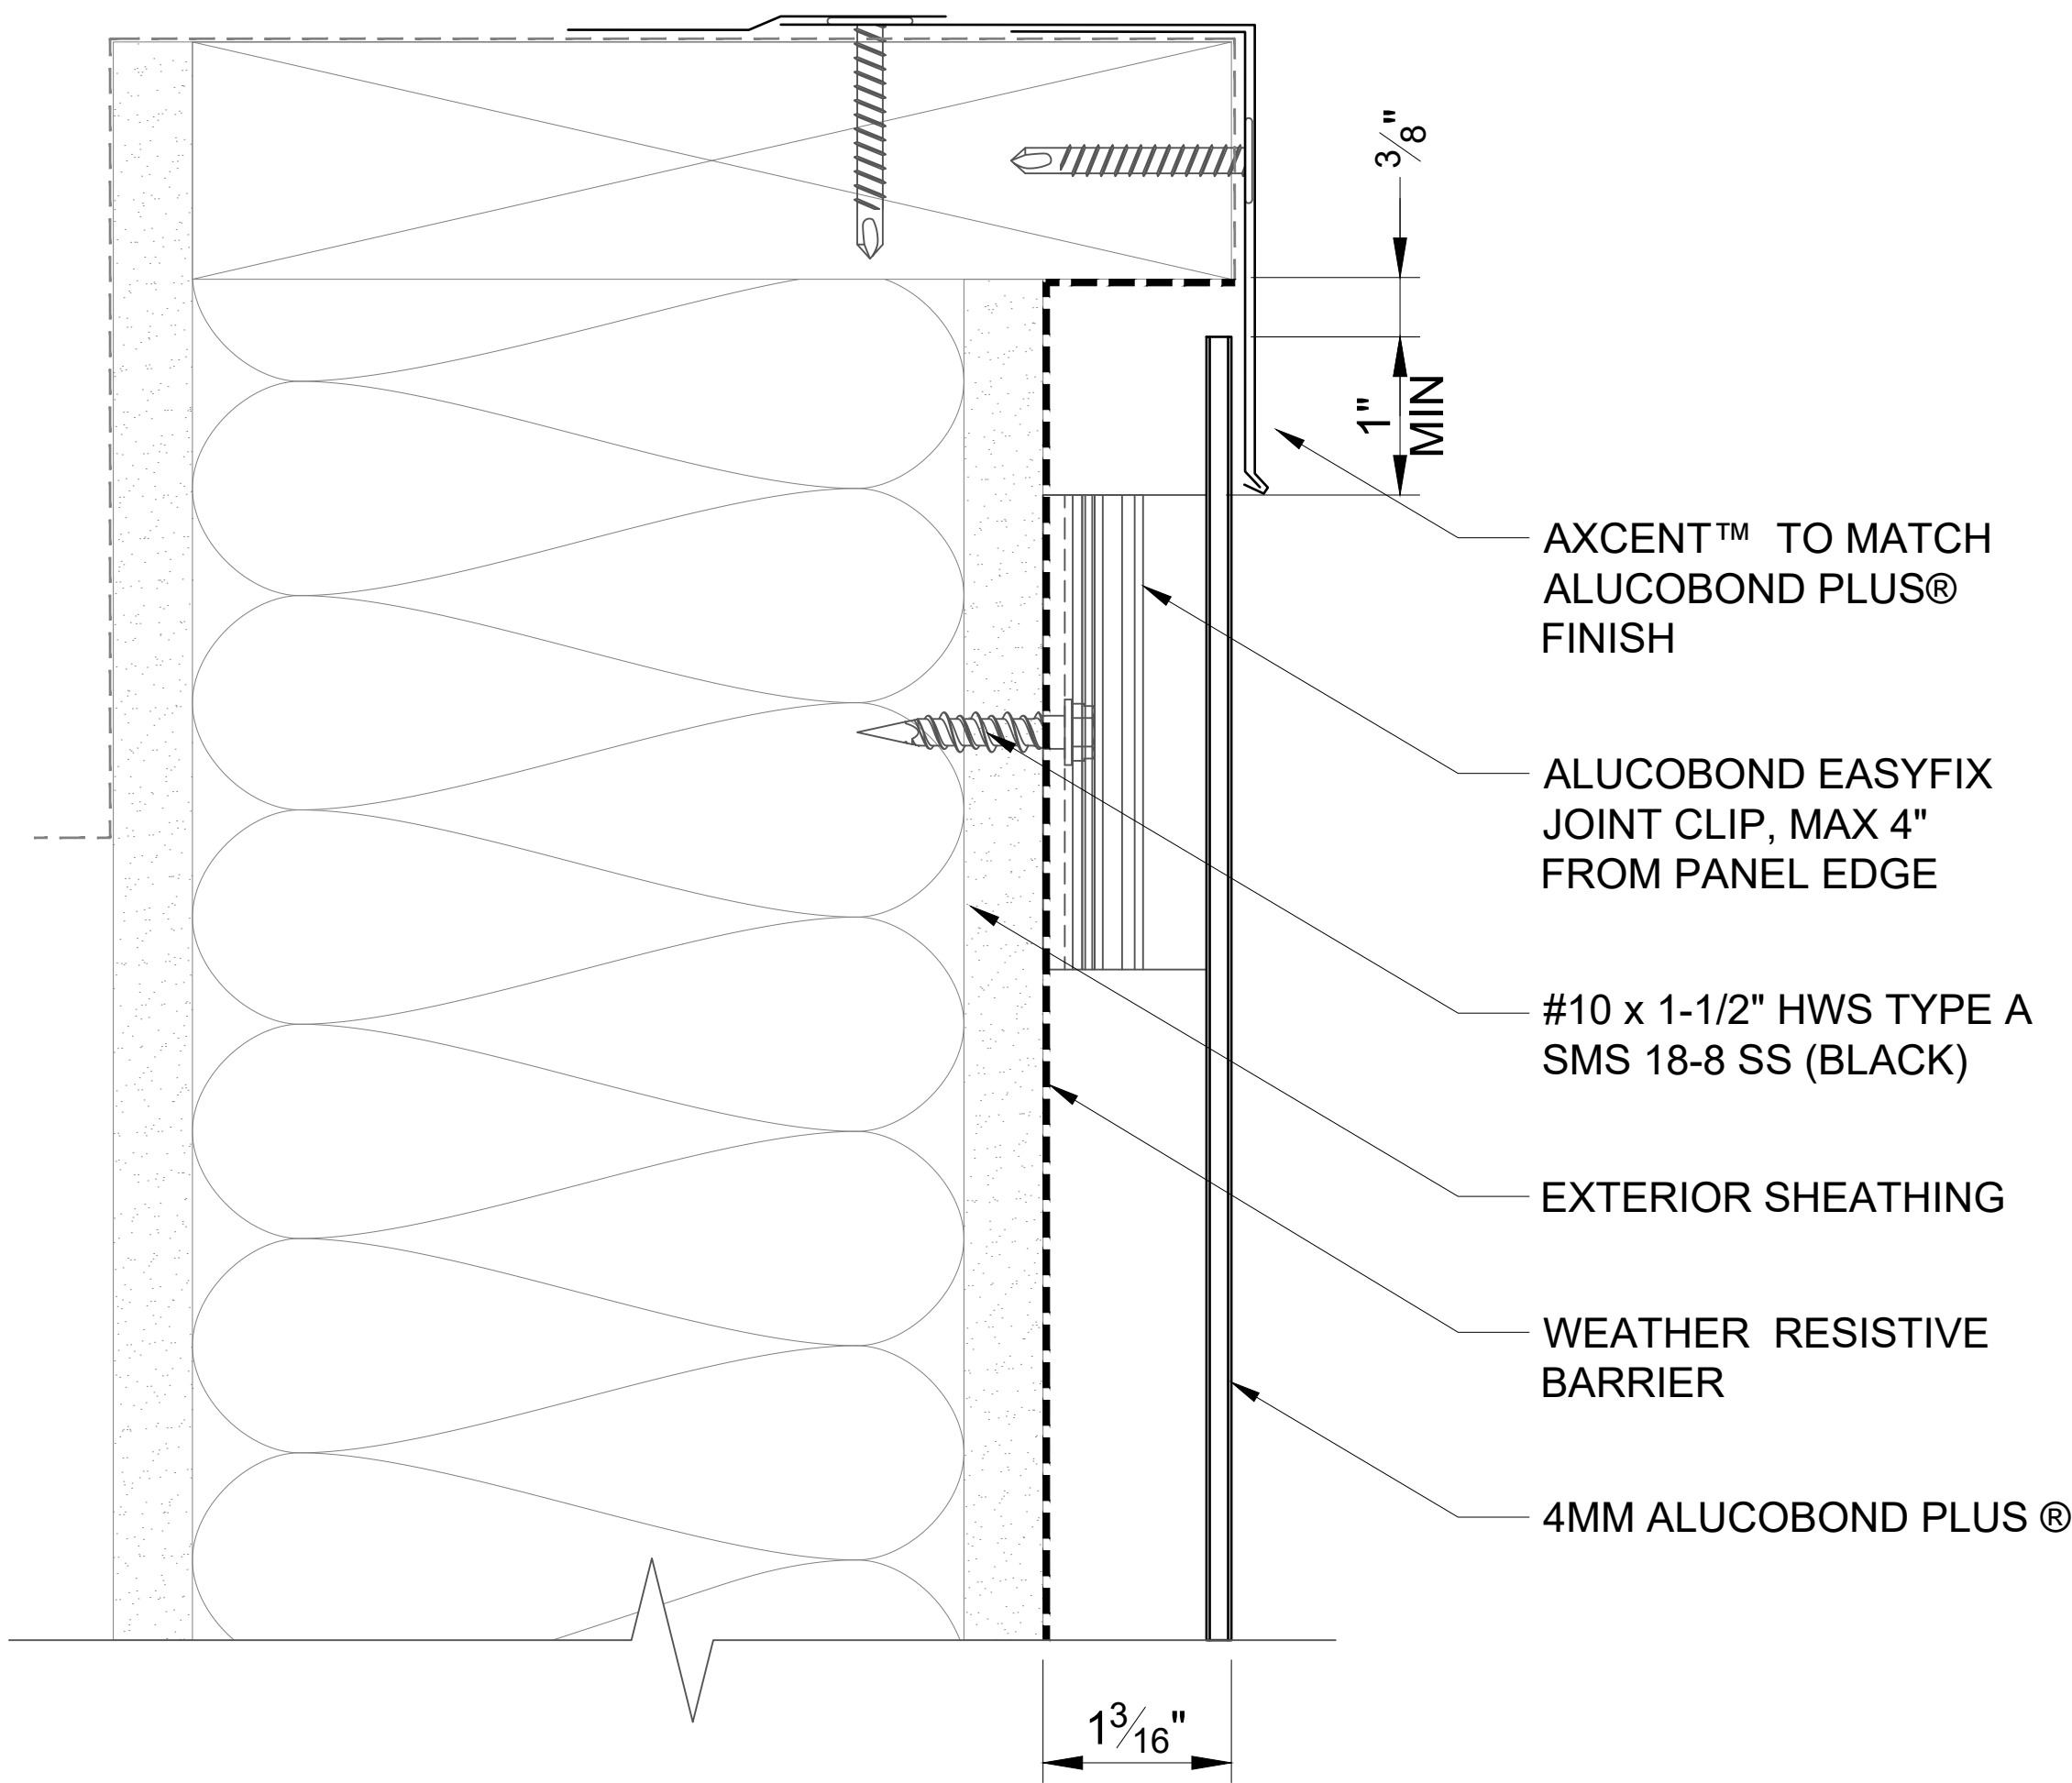 3/8"
1"
MIN
AXCENT™ TO MATCH
ALUCOBOND PLUS®
FINISH
ALUCOBOND EASYFIX
JOINT CLIP, MAX 4"
FROM PANEL EDGE
#10 x 1-1/2" HWS TYPE A
SMS 18-8 SS (BLACK)
EXTERIOR SHEATHING
WEATHER RESISTIVE
BARRIER
4MM ALUCOBOND PLUS ®
1 3/16"